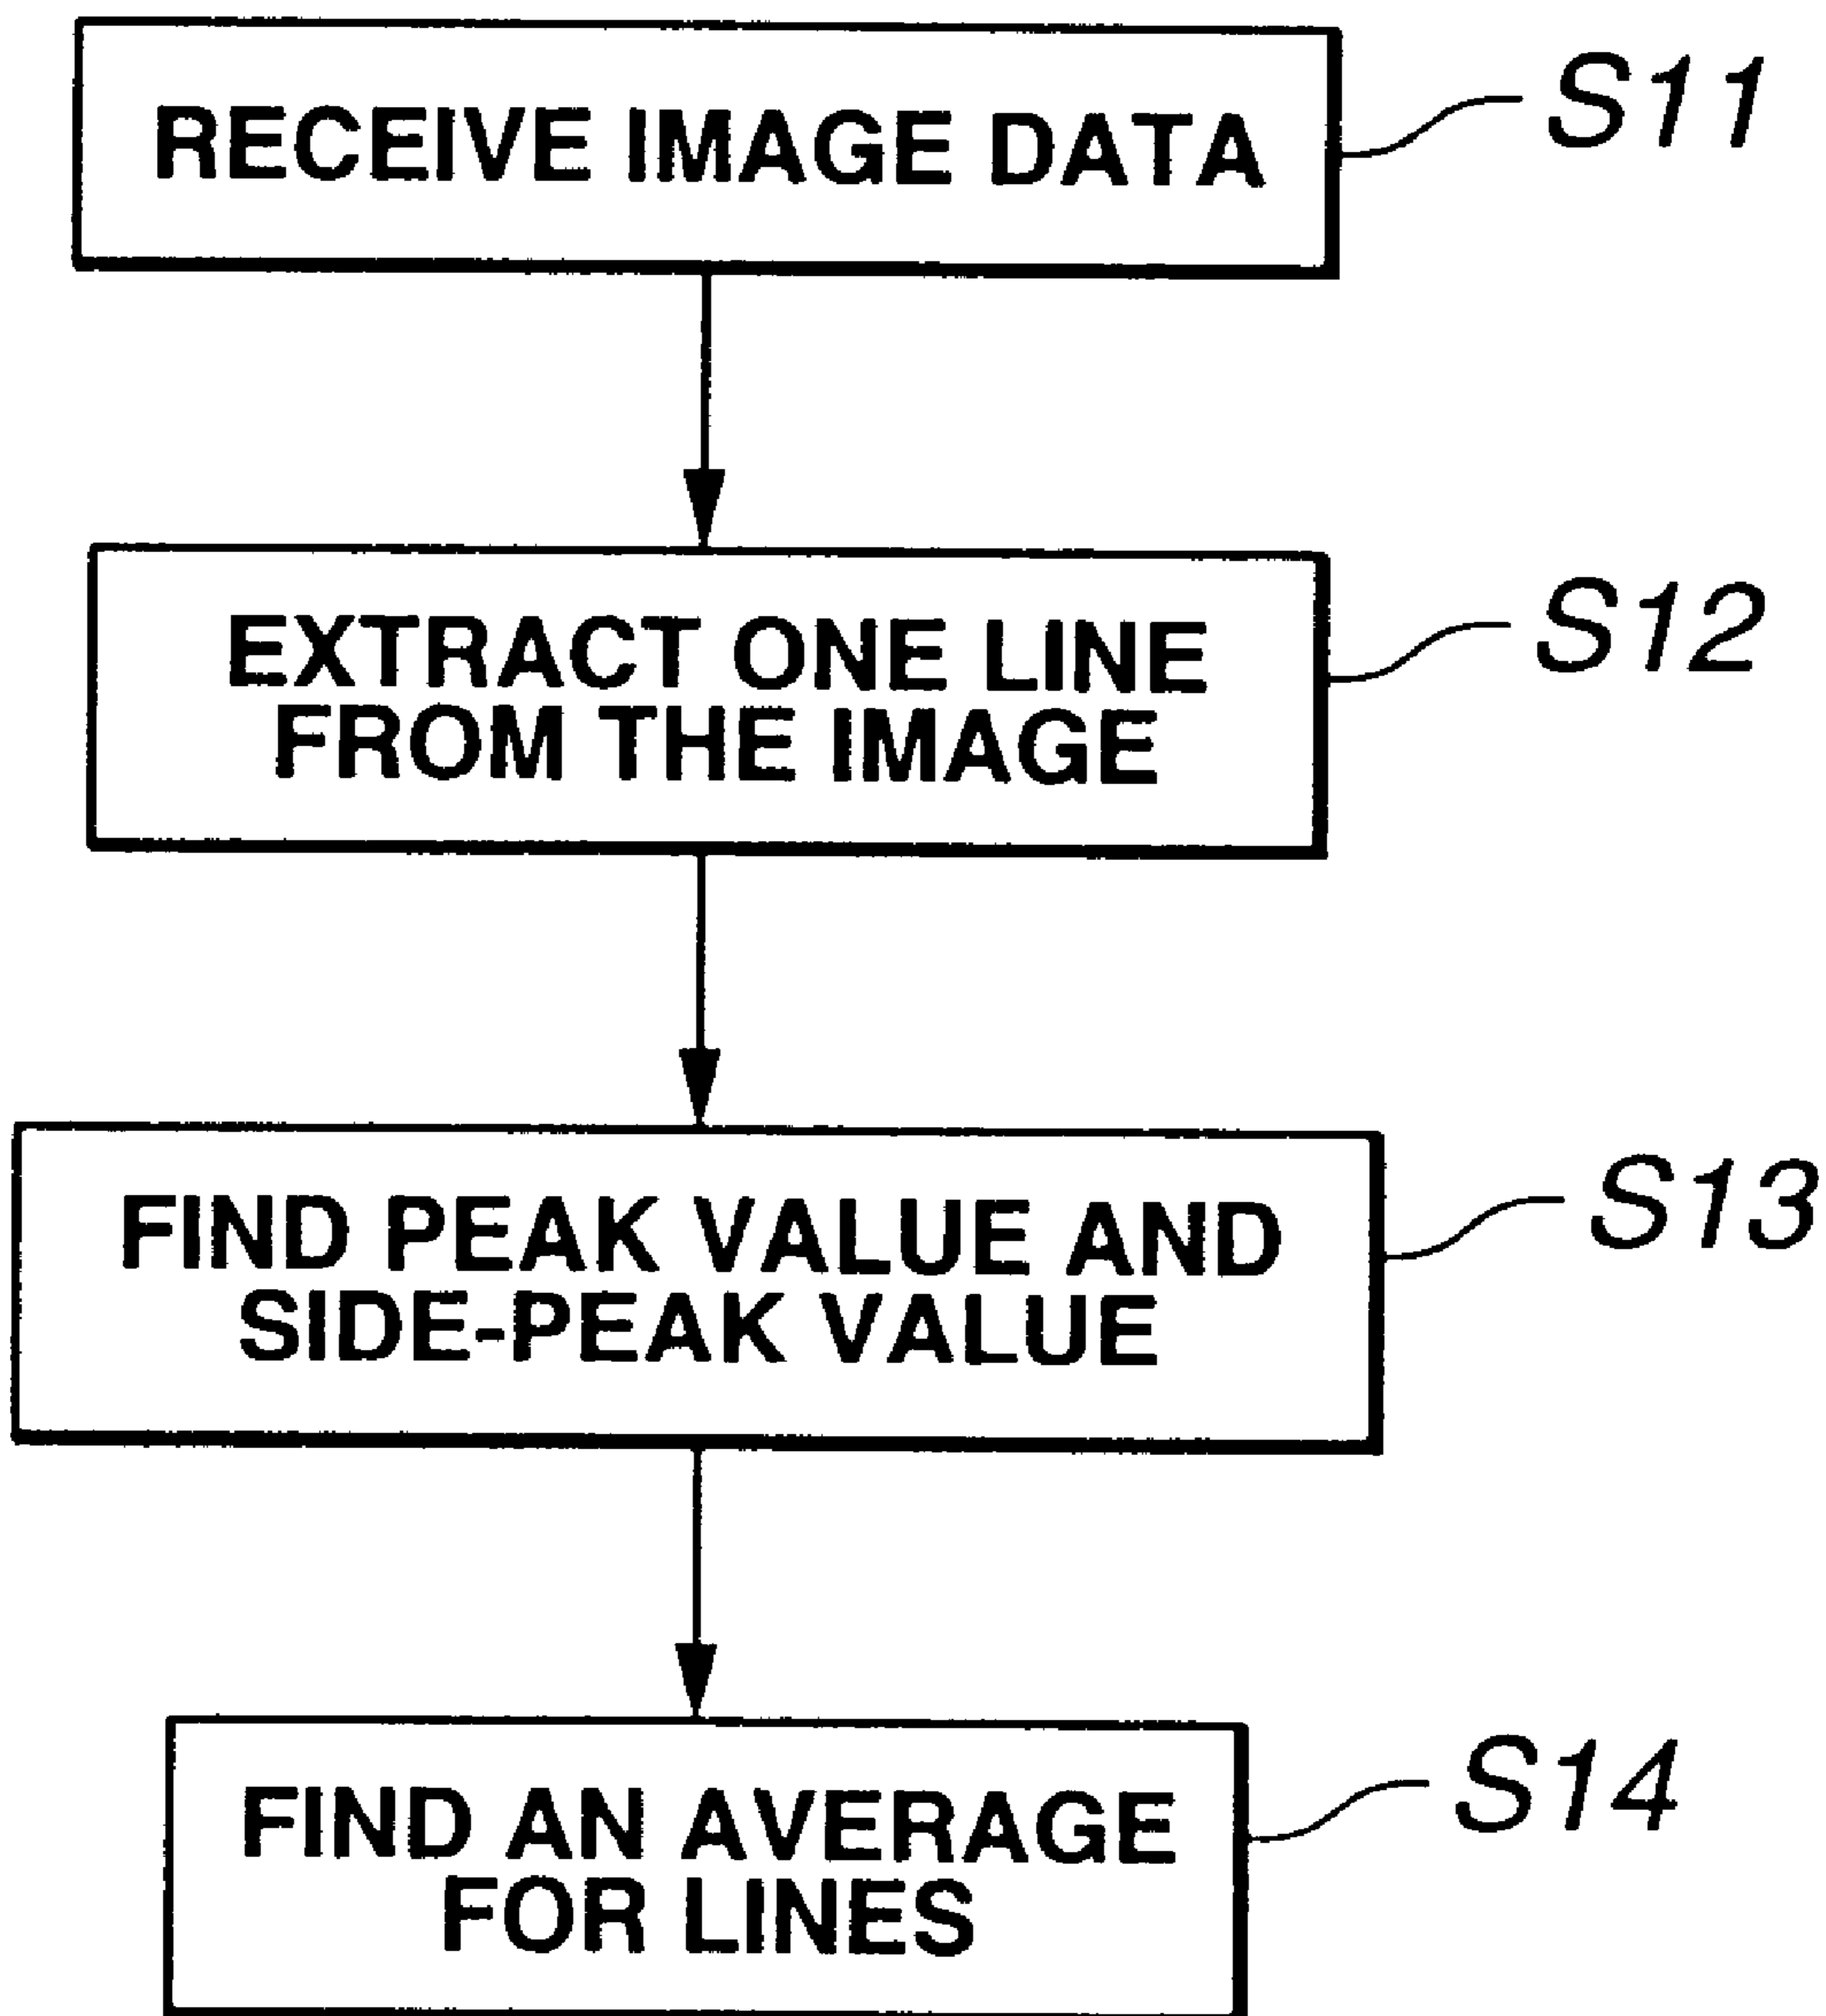 RECEIVE IMAGE DATA
S11
EXTRACT ONE LINE
FROM THE IMAGE
S12
FIND PEAK VALUE AND
SIDE-PEAK VALUE
S13
FIND AN AVERAGE
FOR LINES
S14